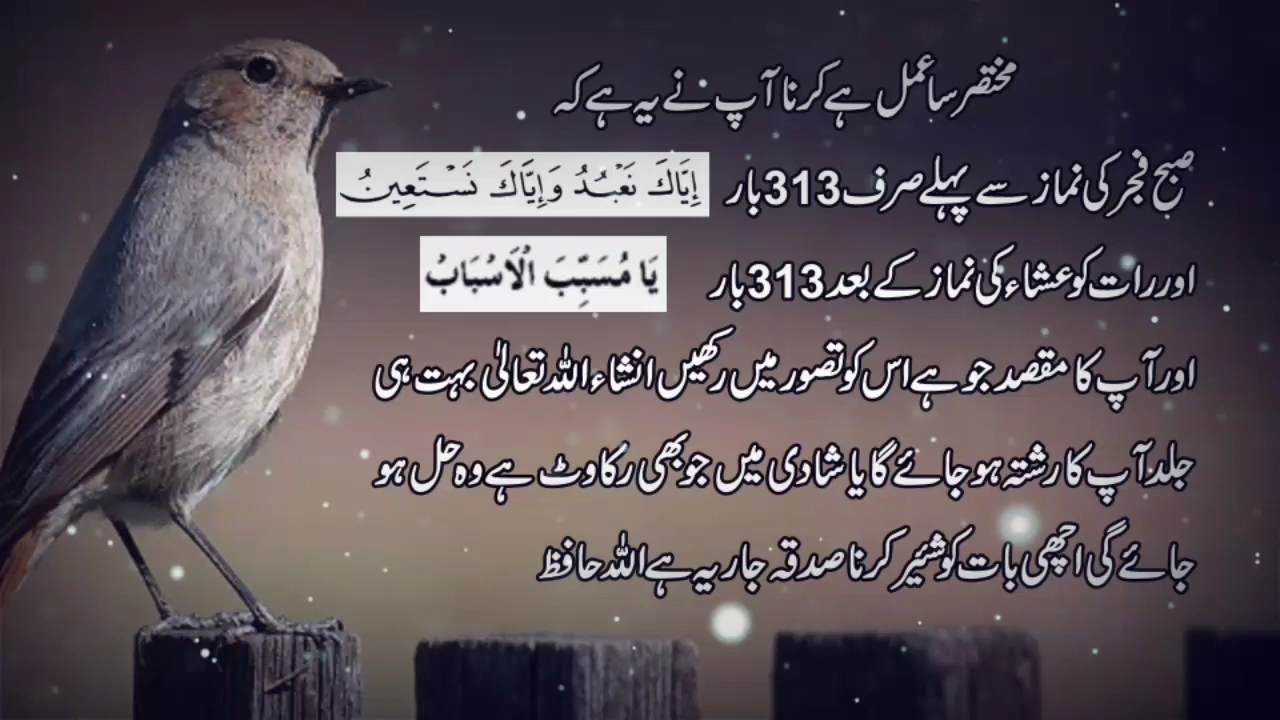 مختصر سا عمل ہے کرنا آپ نے یہ ہے کہ
صبح فجر کی نماز سے پہلے صرف 313 بار إِيَّاكَ نَعْبُدُ وَإِيَّاكَ نَسْتَعِينُ
اور رات کو عشاء کی نماز کے بعد 313 بار يَا مُسَبِّبَ الْاَسْبَابْ
اور آپ کا مقصد جو ہے اس کو تصور میں رکھیں انشاء اللہ تعالیٰ بہت ہی
جلد آپ کا رشتہ ہو جائے گا یا شادی میں جو بھی رکاوٹ ہے وہ حل ہو
جائے گی اچھی بات کو شئیر کرنا صدقہ جاریہ ہے اللہ حافظ